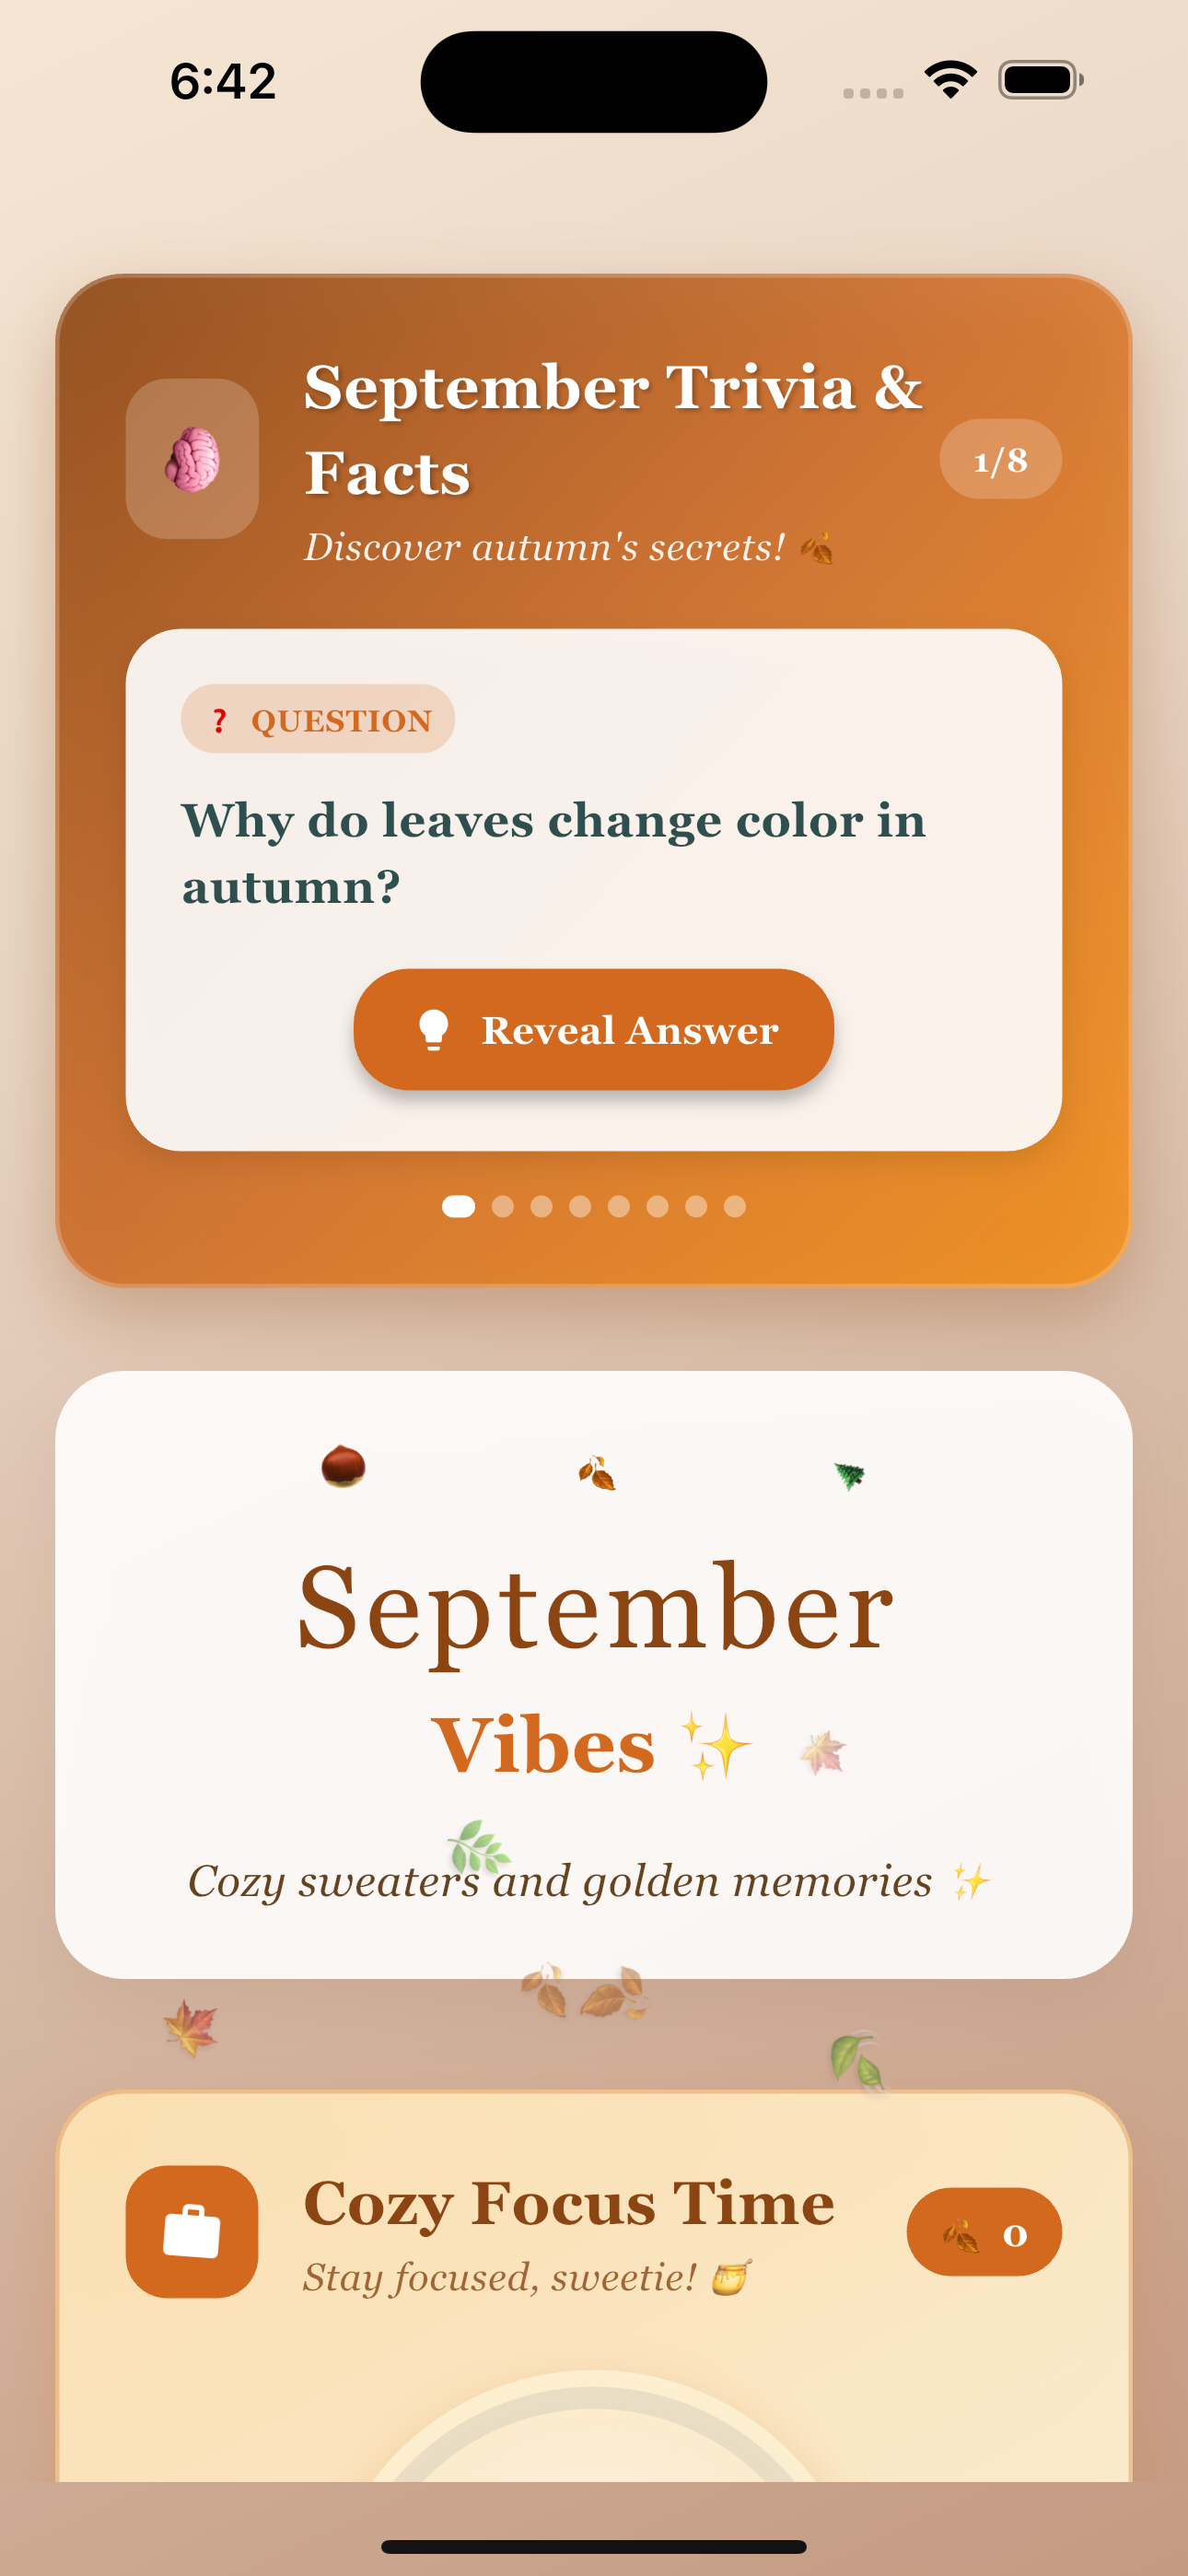 6:42
September Trivia &
Facts
1/8
Discover autumn's secrets! 🍂
❓ QUESTION
Why do leaves change color in
autumn?
Reveal Answer
September
Vibes ✨
Cozy sweaters and golden memories ✨
Cozy Focus Time
🍂 0
Stay focused, sweetie! 🍯